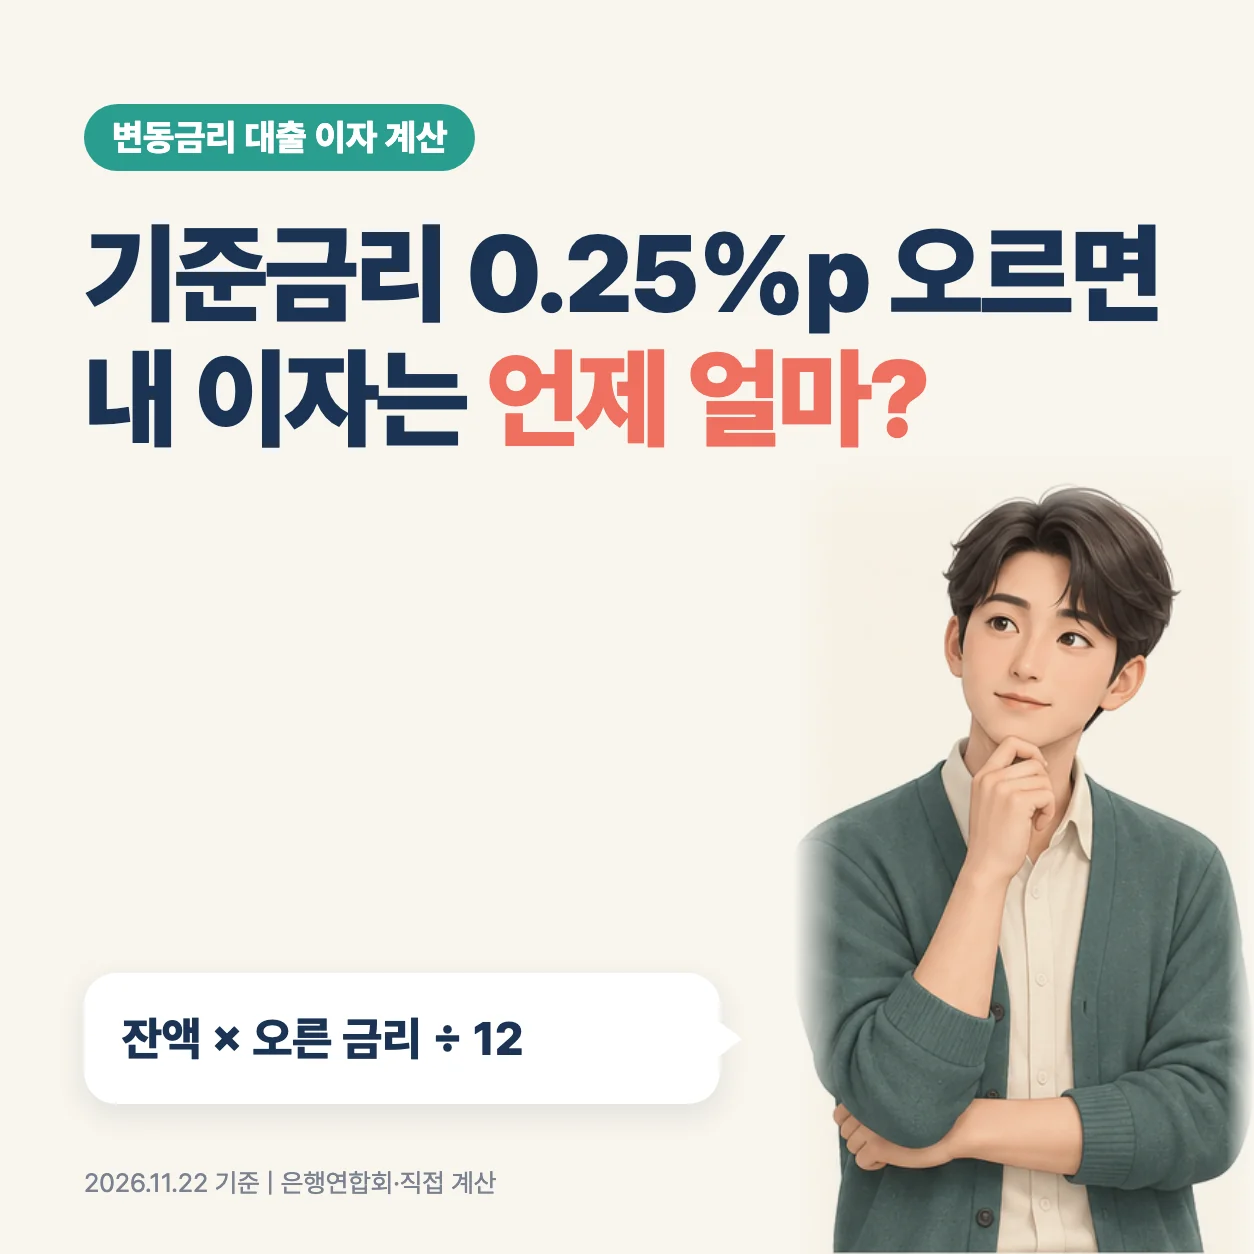 변동금리 대출 이자 계산
기준금리 0.25%p 오르면
내 이자는 언제 얼마?
잔액 × 오른 금리 ÷ 12
2026.11.22 기준 | 은행연합회·직접 계산